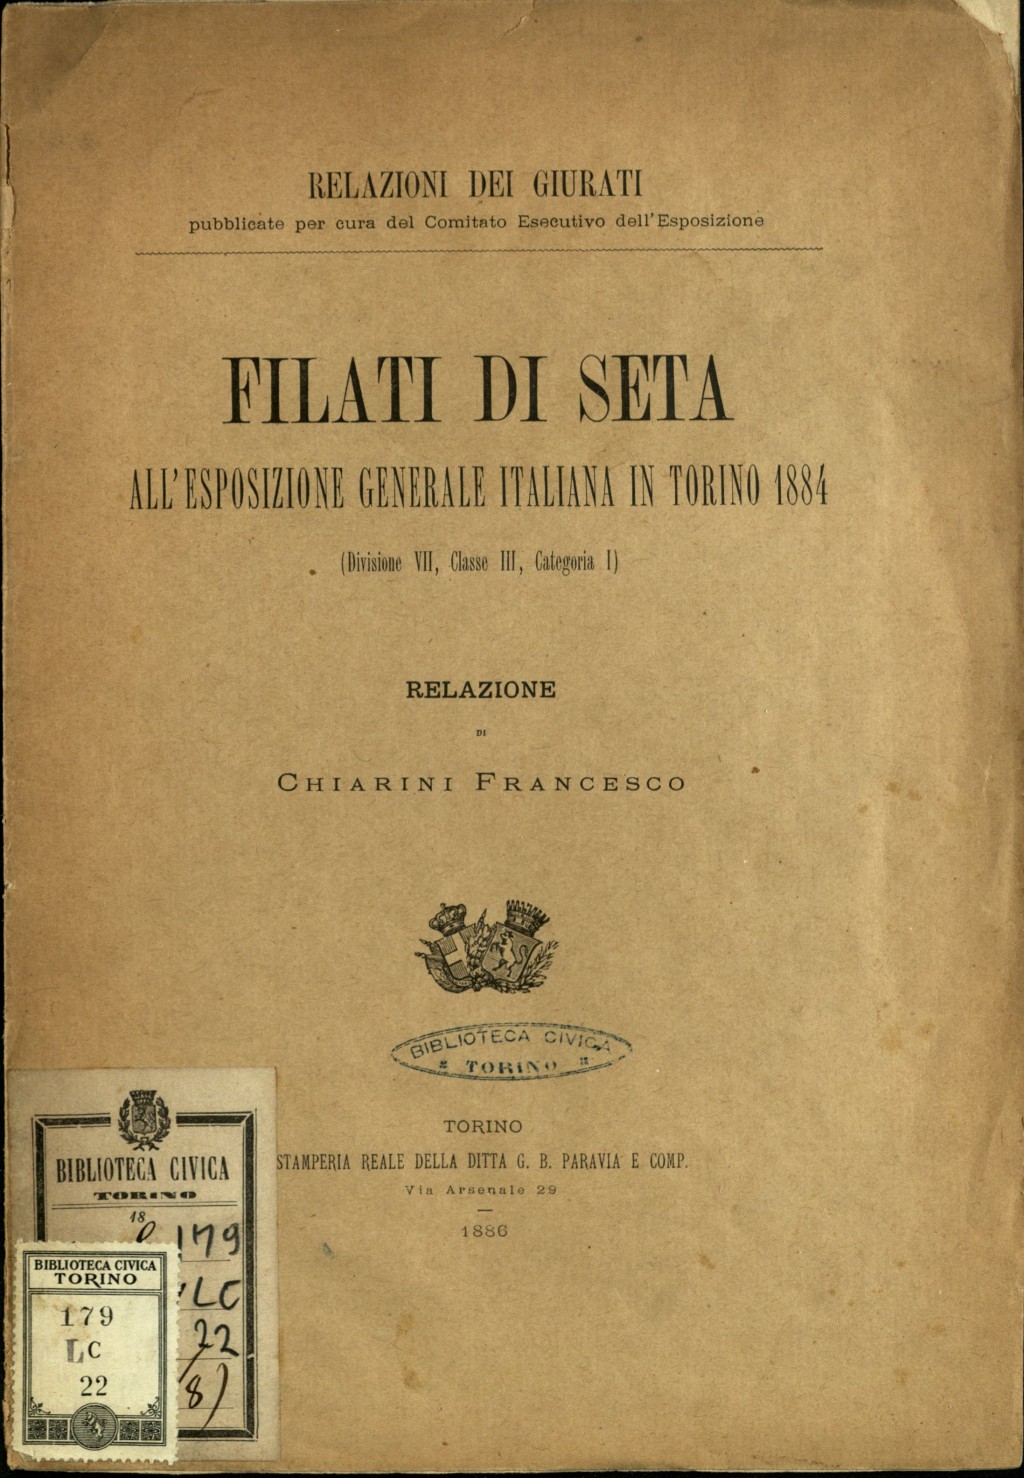 RELAZIONI DEI GIURATI
pubblicate per cura del Comitato Esecutivo dell'Esposizione
FILATI DI SETA
ALL'ESPOSIZIONE GENERALE ITALIANA IN TORINO 1884
(Divisione VII, Classe III, Categoria I)
RELAZIONE
DI
CHIARINI FRANCESCO
BIBLIOTECA CIVICA
TORINO
TORINO
STAMPERIA REALE DELLA DITTA G. B. PARAVIA E COMP.
Via Arsenale 29
1886
BIBLIOTECA CIVICA
TORINO
18
179
LC
22
8)
BIBLIOTECA CIVICA
TORINO
179
LC
22